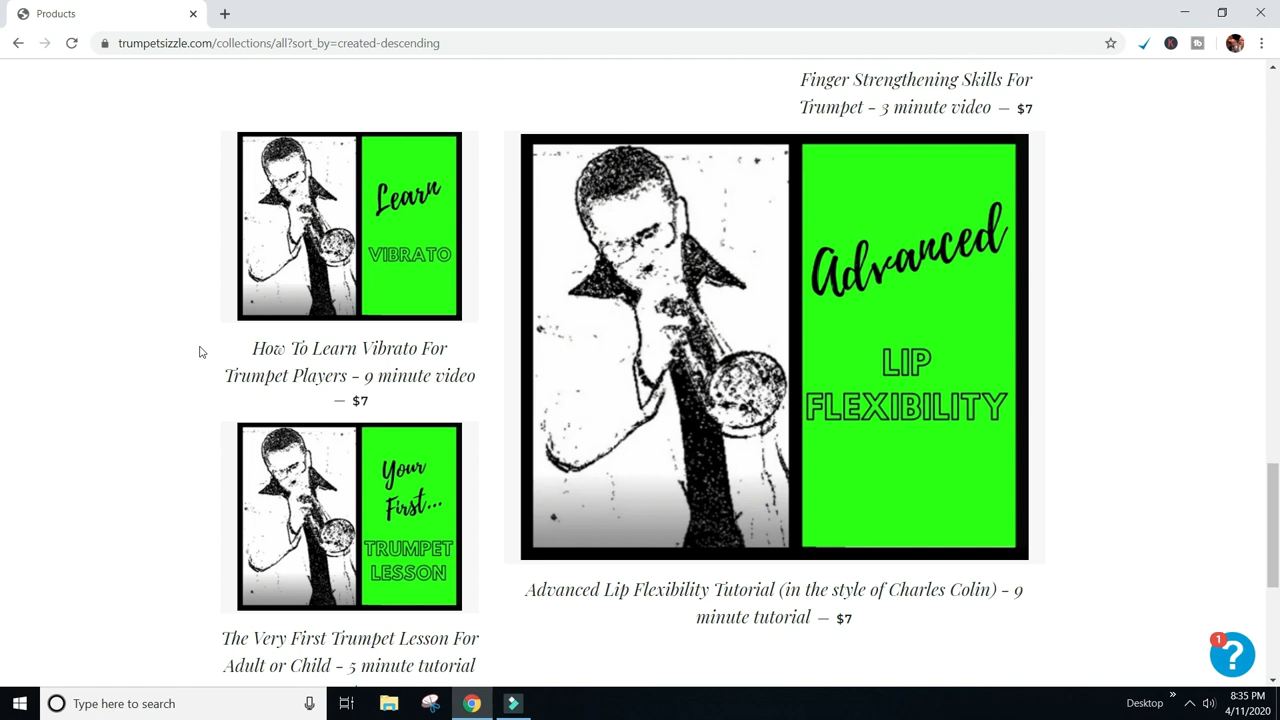 Products
trumpetsizzle.com/collections/all?sort_by=created-descending
Finger Strengthening Skills For
Trumpet - 3 minute video — $7
Learn
VIBRATO
How To Learn Vibrato For
Trumpet Players - 9 minute video
— $7
Your
First...
TRUMPET
LESSON
The Very First Trumpet Lesson For
Adult or Child - 5 minute tutorial
Advanced
LIP
FLEXIBILITY
Advanced Lip Flexibility Tutorial (in the style of Charles Colin) - 9
minute tutorial — $7
1
?
Type here to search
Desktop
8:35 PM
4/11/2020